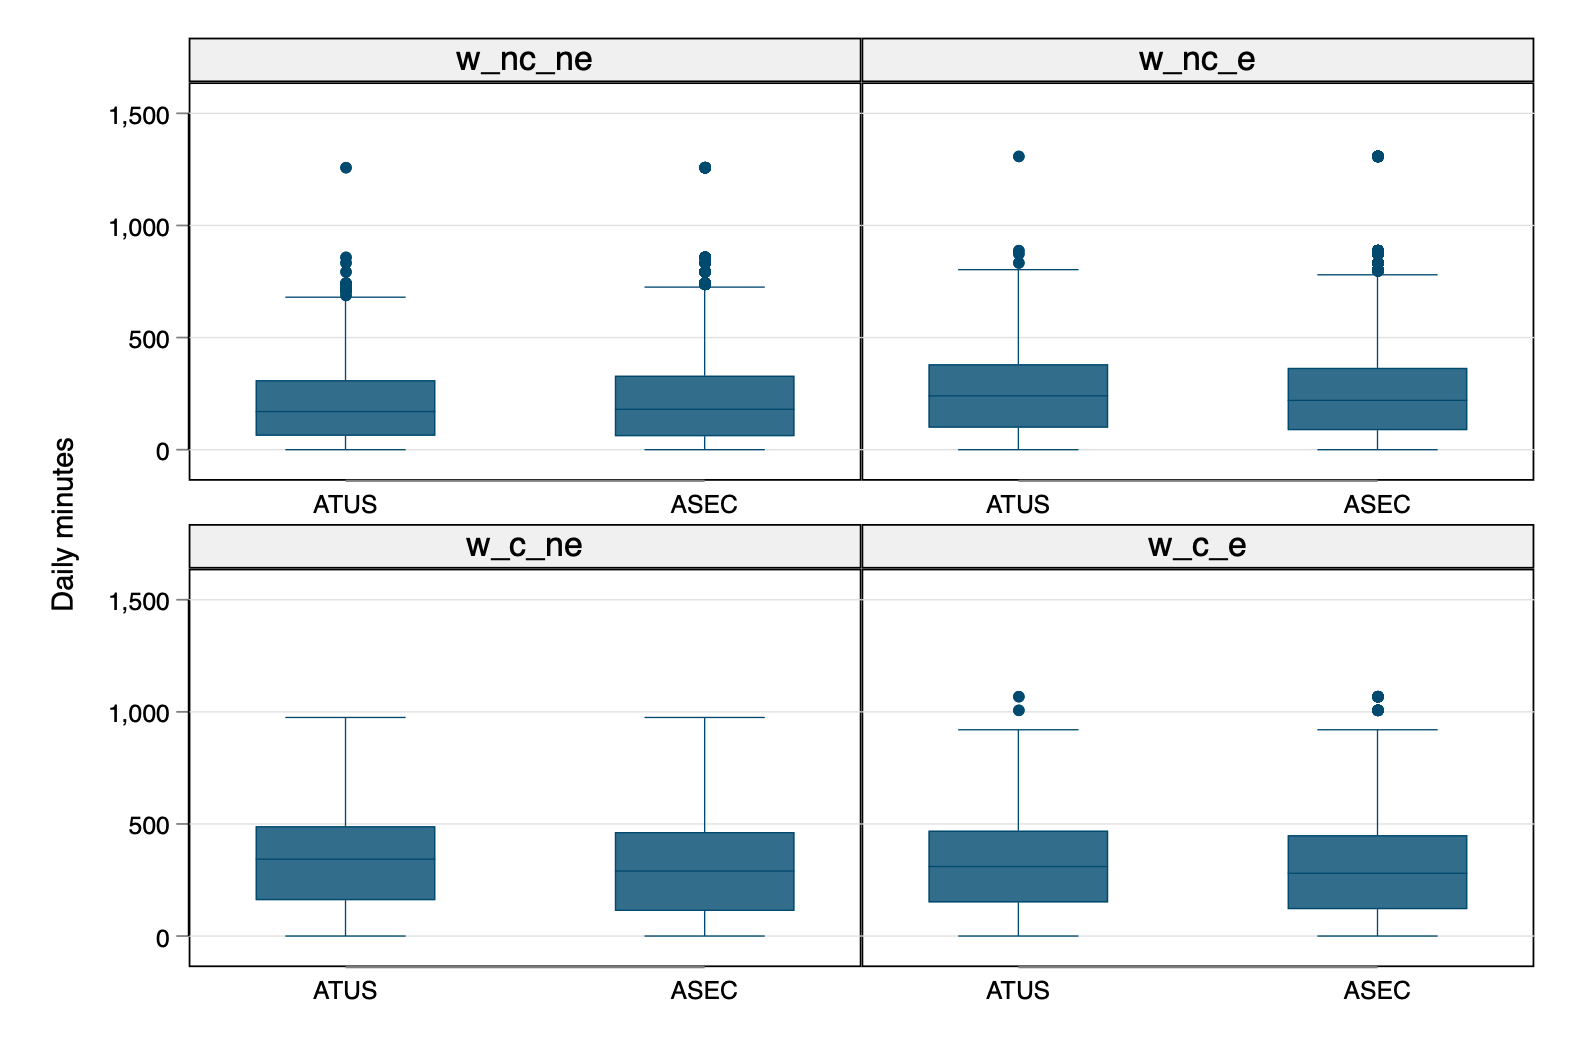 w_nc_ne
w_nc_e
1,500
1,000
500
0
ATUS
ASEC
ATUS
ASEC
Daily minutes
w_c_ne
w_c_e
1,500
1,000
500
0
ATUS
ASEC
ATUS
ASEC